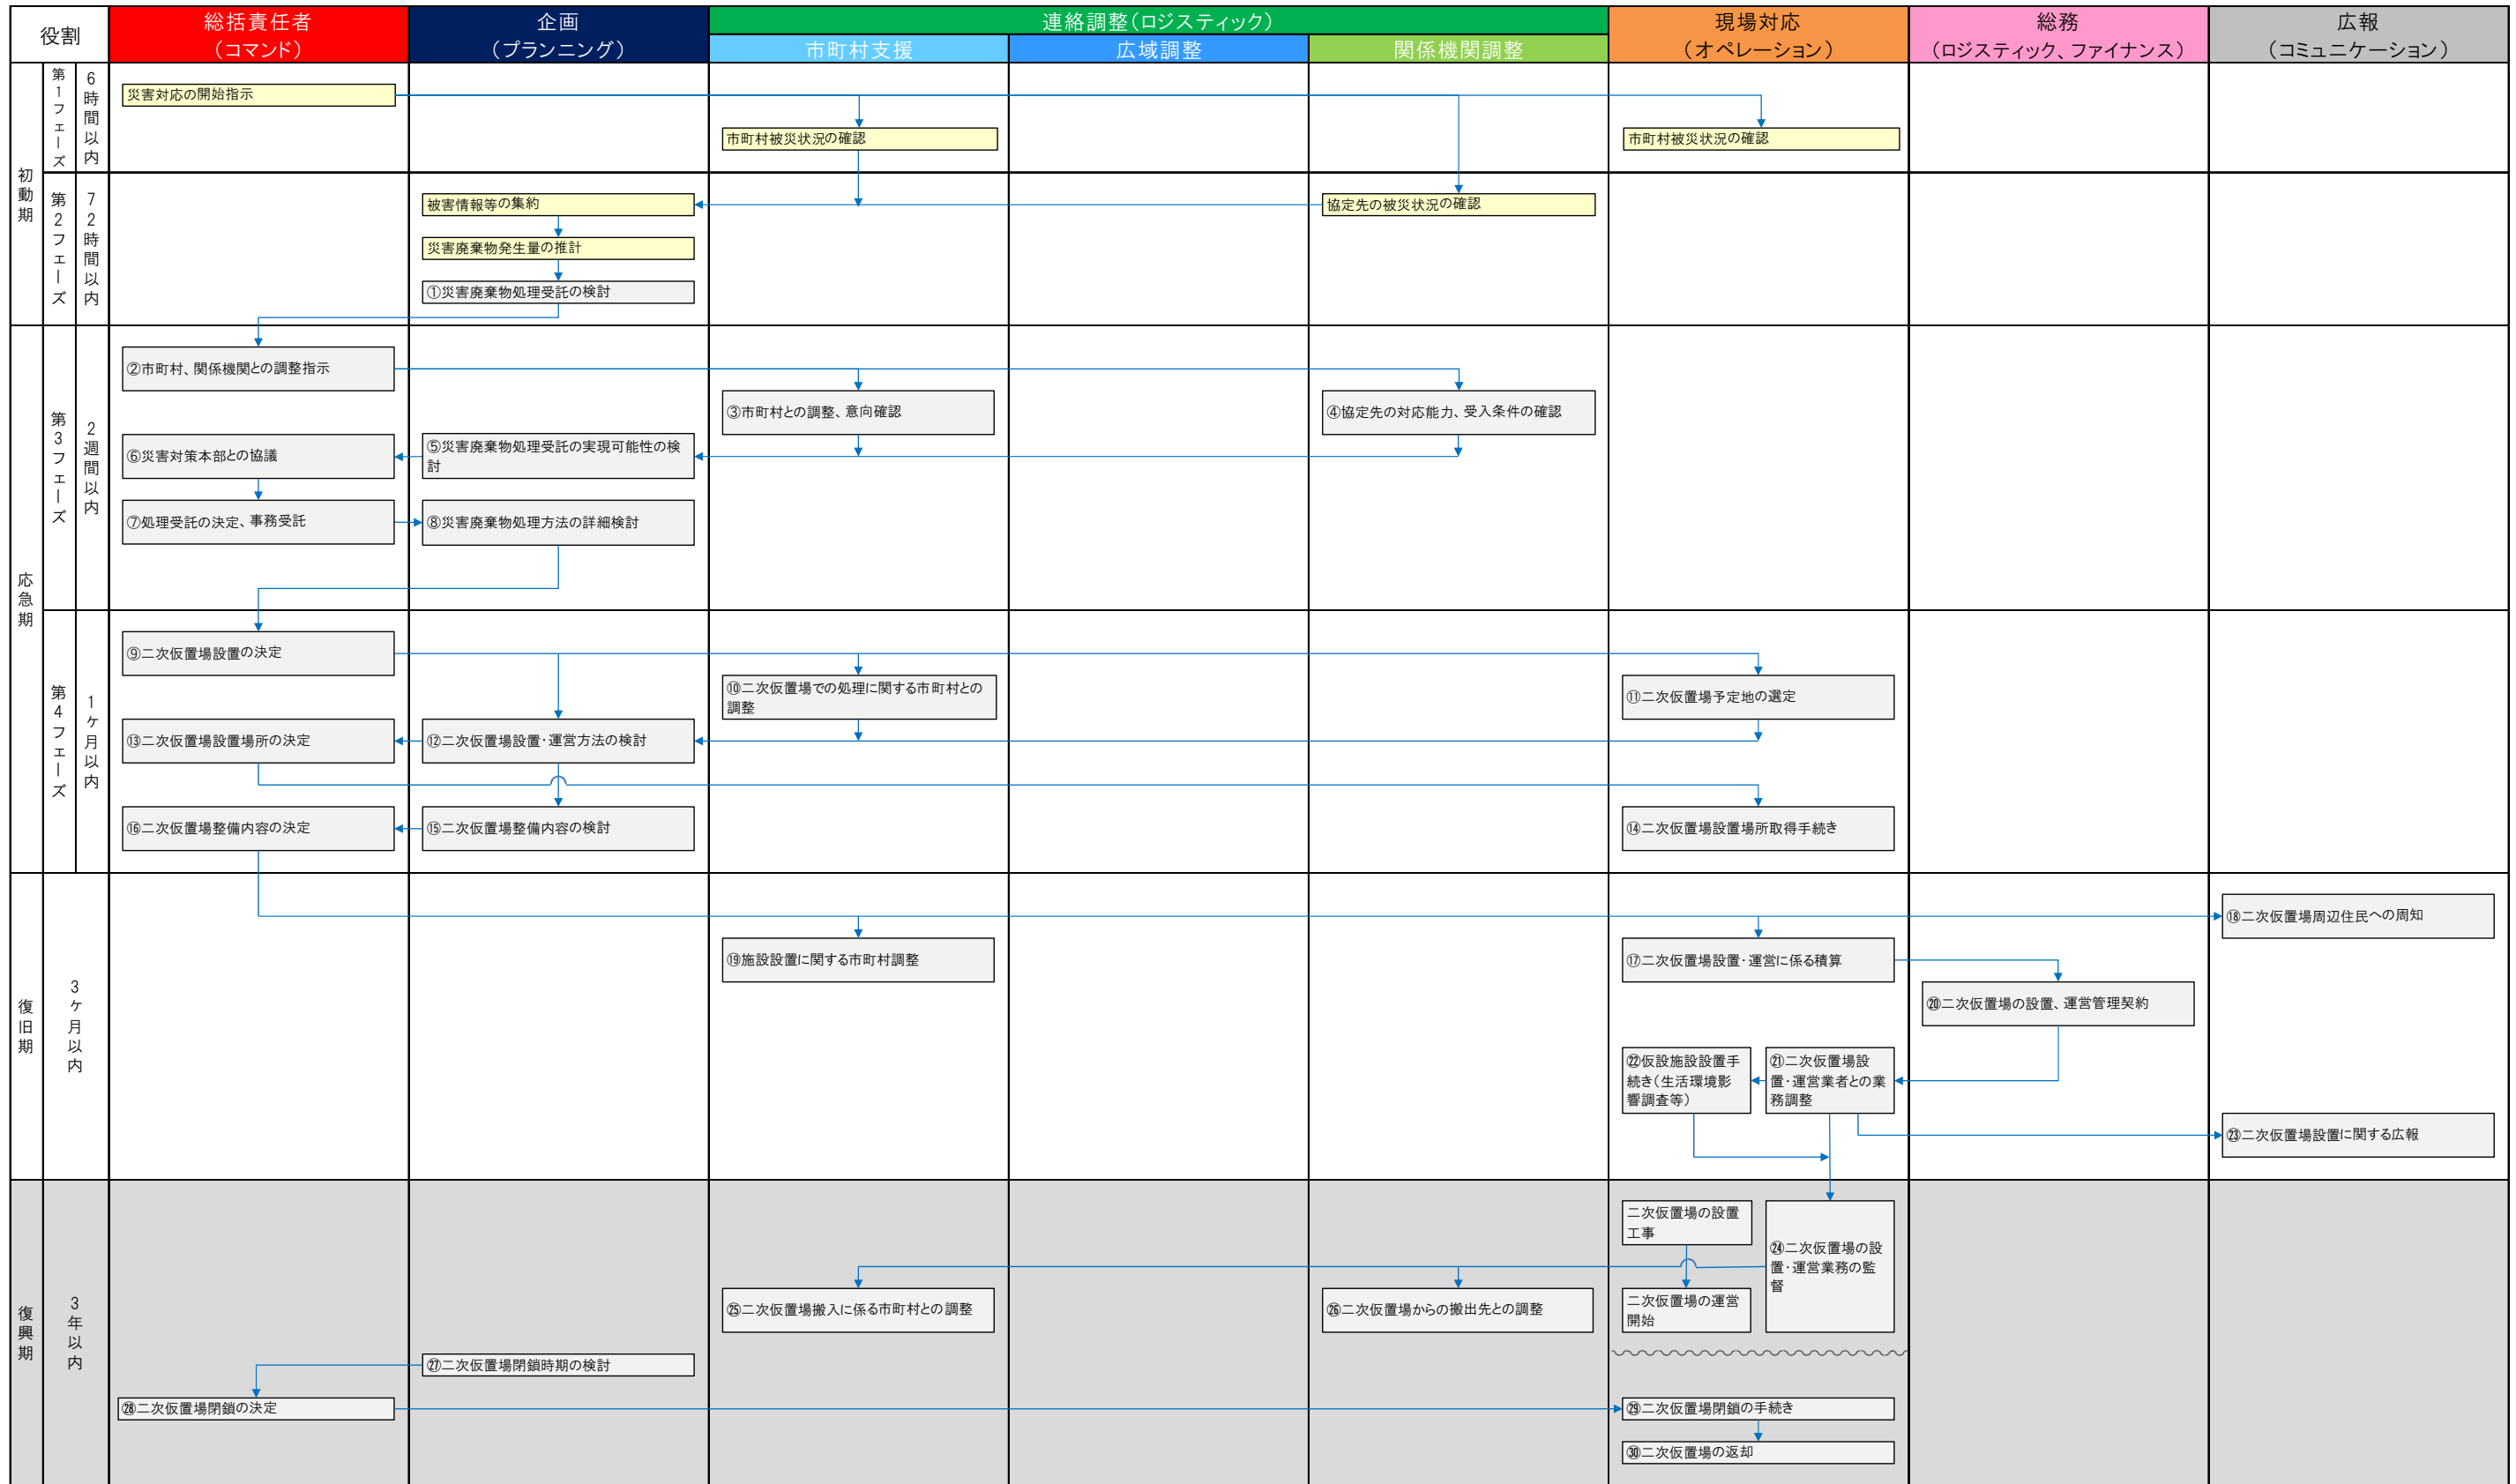 役割
総括責任者
（コマンド）
企画
（プランニング）
連絡調整（ロジスティック）
市町村支援
広域調整
関係機関調整
現場対応
（オペレーション）
総務
（ロジスティック、ファイナンス）
広報
（コミュニケーション）
初動期
第1フェーズ
6時間以内
災害対応の開始指示
市町村被災状況の確認
市町村被災状況の確認
第2フェーズ
72時間以内
被害情報等の集約
協定先の被災状況の確認
災害廃棄物発生量の推計
①災害廃棄物処理受託の検討
応急期
第3フェーズ
2週間以内
②市町村、関係機関との調整指示
③市町村との調整、意向確認
④協定先の対応能力、受入条件の確認
⑥災害対策本部との協議
⑤災害廃棄物処理受託の実現可能性の検
討
⑦処理受託の決定、事務受託
⑧災害廃棄物処理方法の詳細検討
第4フェーズ
1ヶ月以内
⑨二次仮置場設置の決定
⑩二次仮置場での処理に関する市町村との
調整
⑪二次仮置場予定地の選定
⑬二次仮置場設置場所の決定
⑫二次仮置場設置・運営方法の検討
⑯二次仮置場整備内容の決定
⑮二次仮置場整備内容の検討
⑭二次仮置場設置場所取得手続き
復旧期
3ヶ月以内
⑱二次仮置場周辺住民への周知
⑲施設設置に関する市町村調整
⑰二次仮置場設置・運営に係る積算
⑳二次仮置場の設置、運営管理契約
㉒仮設施設設置手
続き（生活環境影
響調査等）
㉑二次仮置場設
置・運営業者との業
務調整
㉓二次仮置場設置に関する広報
復興期
3年以内
二次仮置場の設置
工事
㉔二次仮置場の設
置・運営業務の監
督
㉕二次仮置場搬入に係る市町村との調整
㉖二次仮置場からの搬出先との調整
二次仮置場の運営
開始
㉗二次仮置場閉鎖時期の検討
㉘二次仮置場閉鎖の決定
㉙二次仮置場閉鎖の手続き
㉚二次仮置場の返却